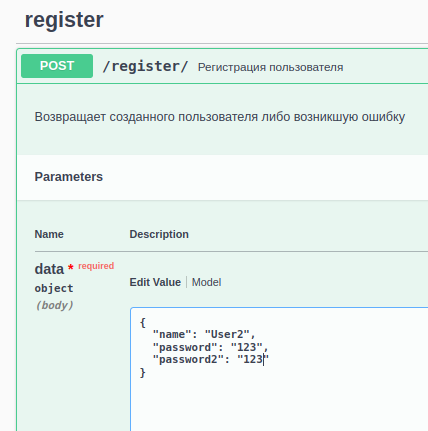 register
POST /register/ Регистрация пользователя
Возвращает созданного пользователя либо возникшую ошибку
Parameters
Name Description
data * required
object
(body)
Edit Value Model
{
"name": "User2",
"password": "123",
"password2": "123"
}